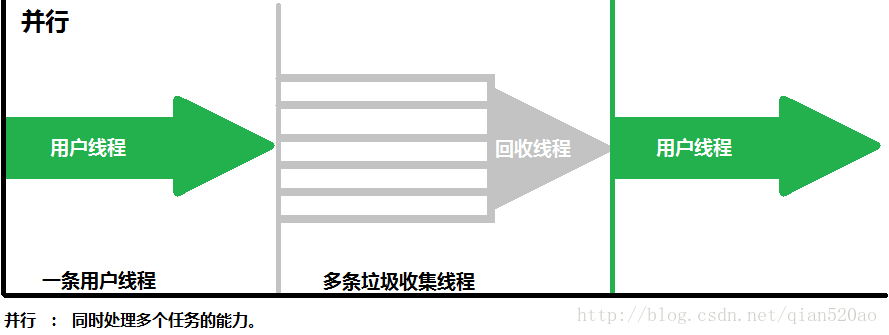 并行
用户线程
回收线程
用户线程
一条用户线程
多条垃圾收集线程
并行 : 同时处理多个任务的能力。
http://blog.csdn.net/qian520ao